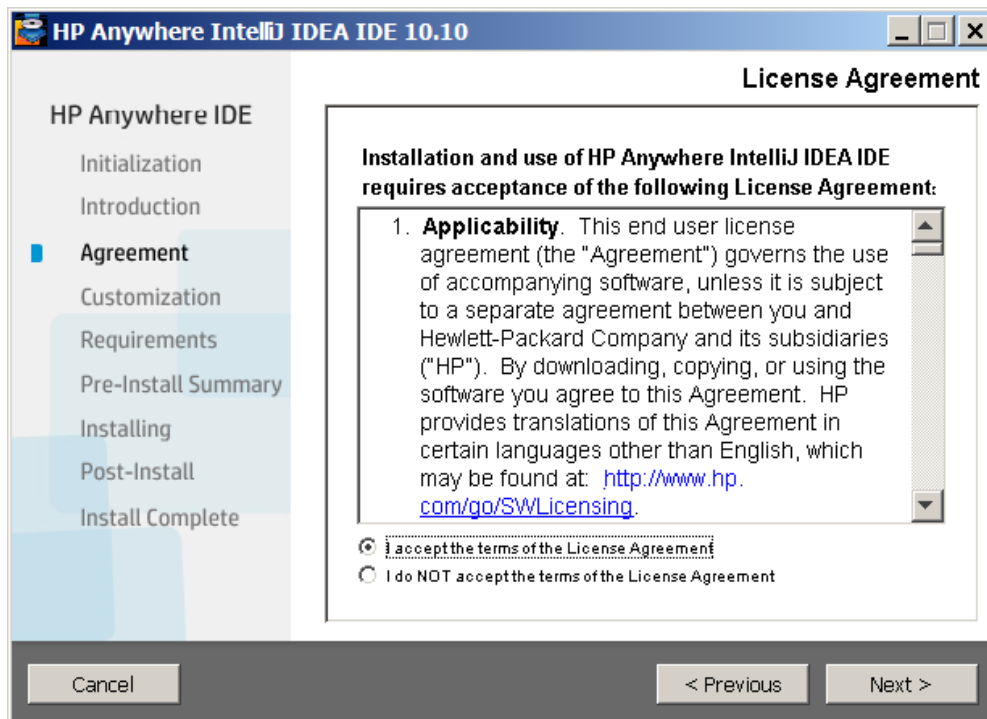 HP Anywhere IntelliJ IDEA IDE 10.10
License Agreement
HP Anywhere IDE
Initialization
Introduction
Agreement
Customization
Requirements
Pre-Install Summary
Installing
Post-Install
Install Complete
Installation and use of HP Anywhere IntelliJ IDEA IDE
requires acceptance of the following License Agreement:
1. Applicability. This end user license
agreement (the "Agreement") governs the use
of accompanying software, unless it is subject
to a separate agreement between you and
Hewlett-Packard Company and its subsidiaries
("HP"). By downloading, copying, or using the
software you agree to this Agreement. HP
provides translations of this Agreement in
certain languages other than English, which
may be found at: http://www.hp.
com/go/SWLicensing.
I accept the terms of the License Agreement
I do NOT accept the terms of the License Agreement
Cancel
< Previous
Next >